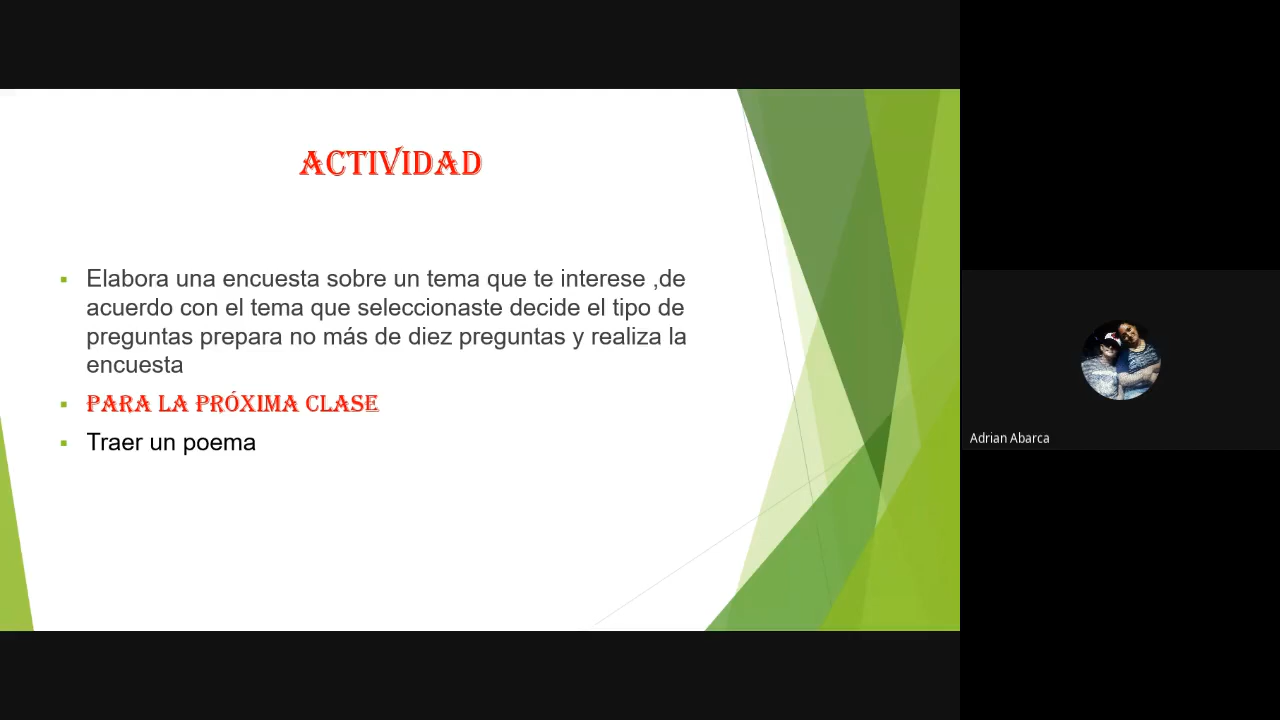 ACTIVIDAD
Elabora una encuesta sobre un tema que te interese ,de
acuerdo con el tema que seleccionaste decide el tipo de
preguntas prepara no más de diez preguntas y realiza la
encuesta
PARA LA PRÓXIMA CLASE
Traer un poema
Adrian Abarca